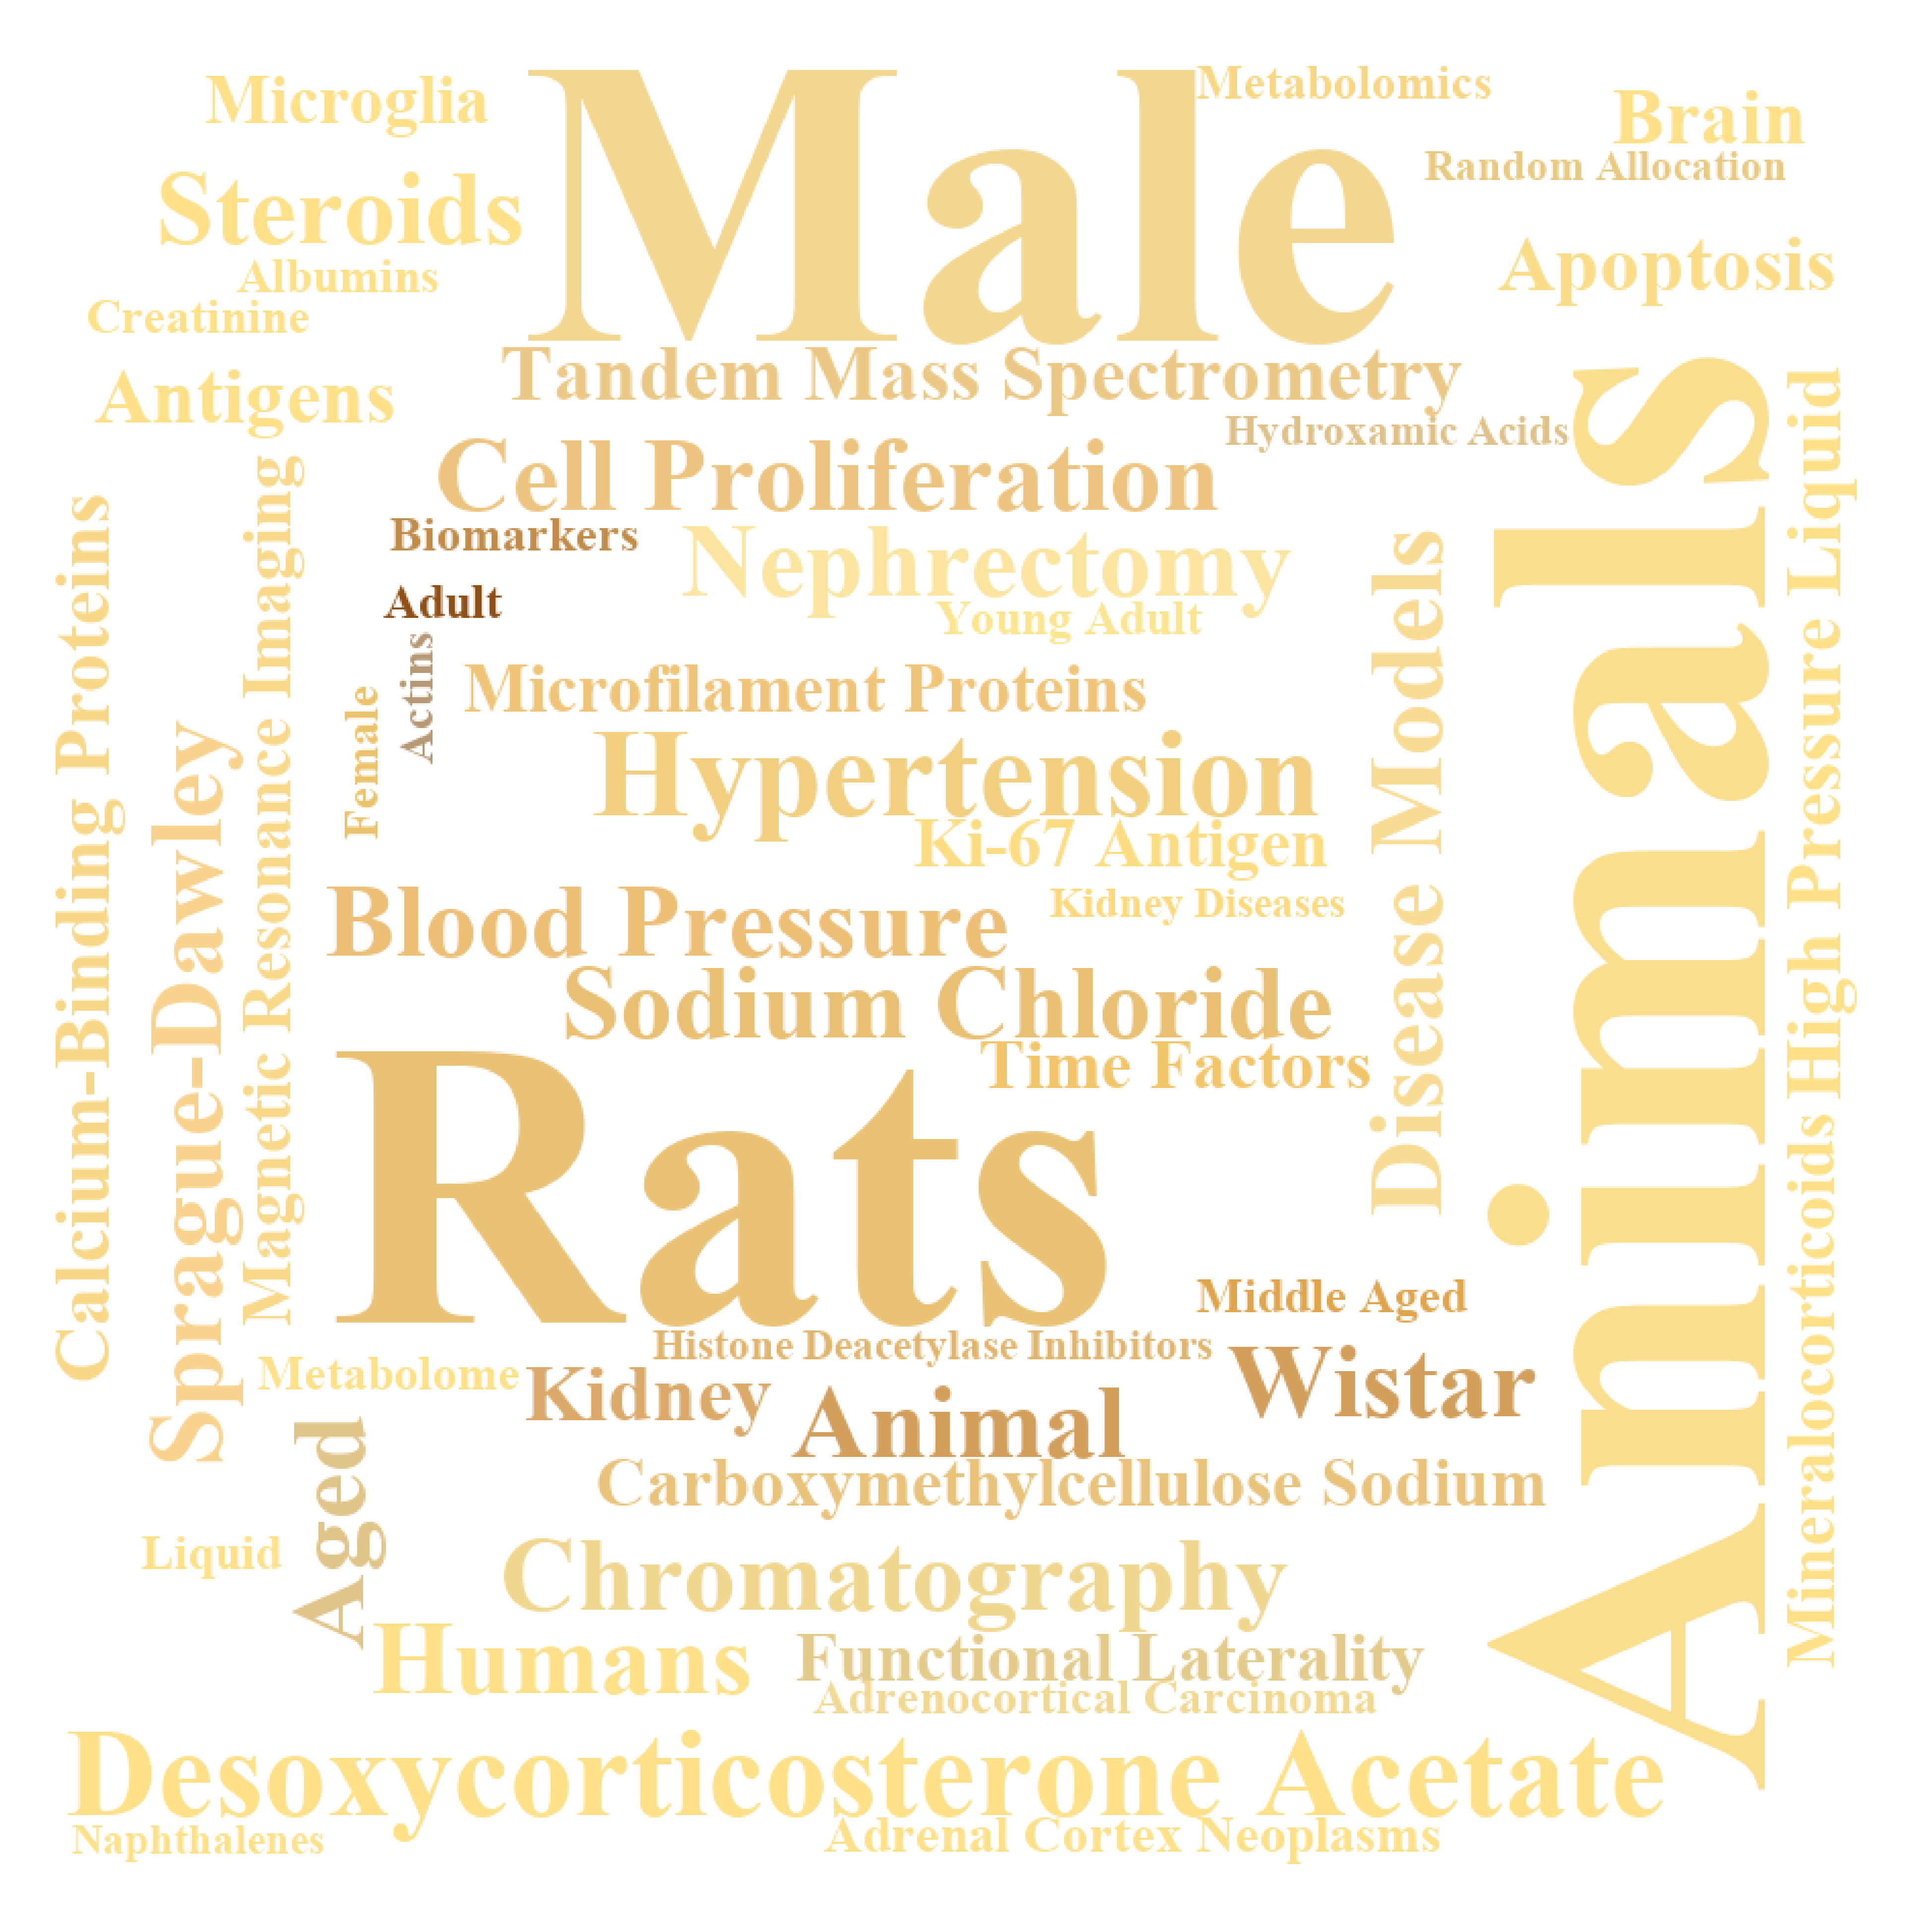 Male
Metabolomics
Microglia
Brain
Random Allocation
Steroids
Albumins
Creatinine
Apoptosis
Tandem Mass Spectrometry
Antigens
Hydroxamic Acids
Cell Proliferation
Biomarkers
Nephrectomy
Adult
Young Adult
Actins
Female
Microfilament Proteins
Hypertension
Ki-67 Antigen
Blood Pressure
Kidney Diseases
Sodium Chloride
Time Factors
Rats
Calcium-Binding Proteins
Sprague-Dawley
Magnetic Resonance Imaging
Disease Models
Animals
High Pressure Liquid
Mineralocorticoids
Middle Aged
Histone Deacetylase Inhibitors
Metabolome
Kidney
Animal
Wistar
Aged
Carboxymethylcellulose Sodium
Liquid
Chromatography
Humans
Functional Laterality
Adrenocortical Carcinoma
Desoxycorticosterone Acetate
Naphthalenes
Adrenal Cortex Neoplasms